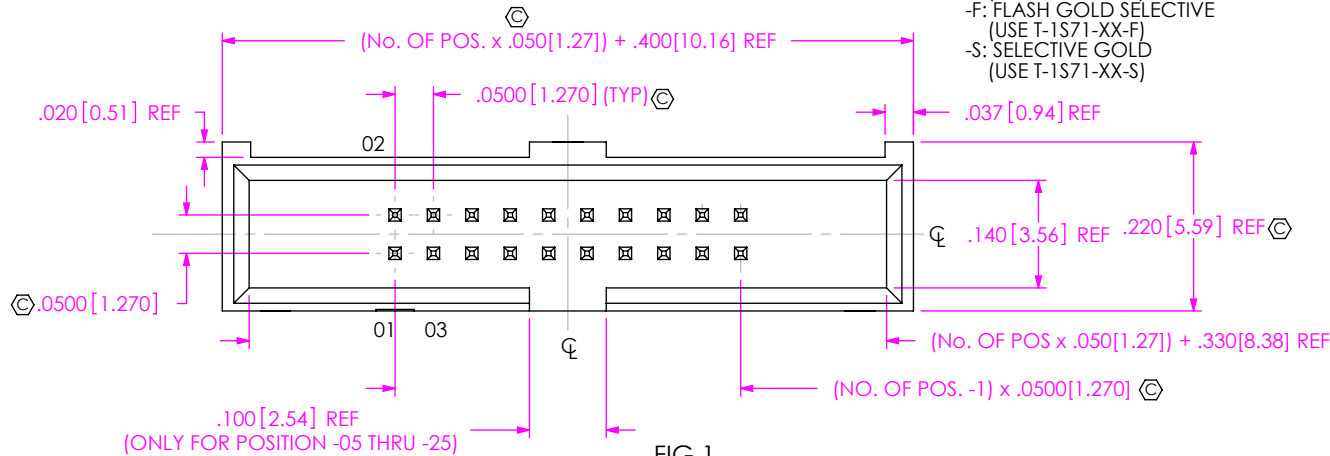 -F: FLASH GOLD SELECTIVE
(USE T-1S71-XX-F)
-S: SELECTIVE GOLD
(USE T-1S71-XX-S)
C
(No. OF POS. x .050[1.27]) + .400[10.16] REF
.0500[1.270] (TYP) C
.020[0.51] REF
.037[0.94] REF
02
.140[3.56] REF
.220[5.59] REF C
C .0500[1.270]
01 03
(No. OF POS x .050[1.27]) + .330[8.38] REF
(NO. OF POS. -1) x .0500[1.270] C
.100[2.54] REF
(ONLY FOR POSITION -05 THRU -25)